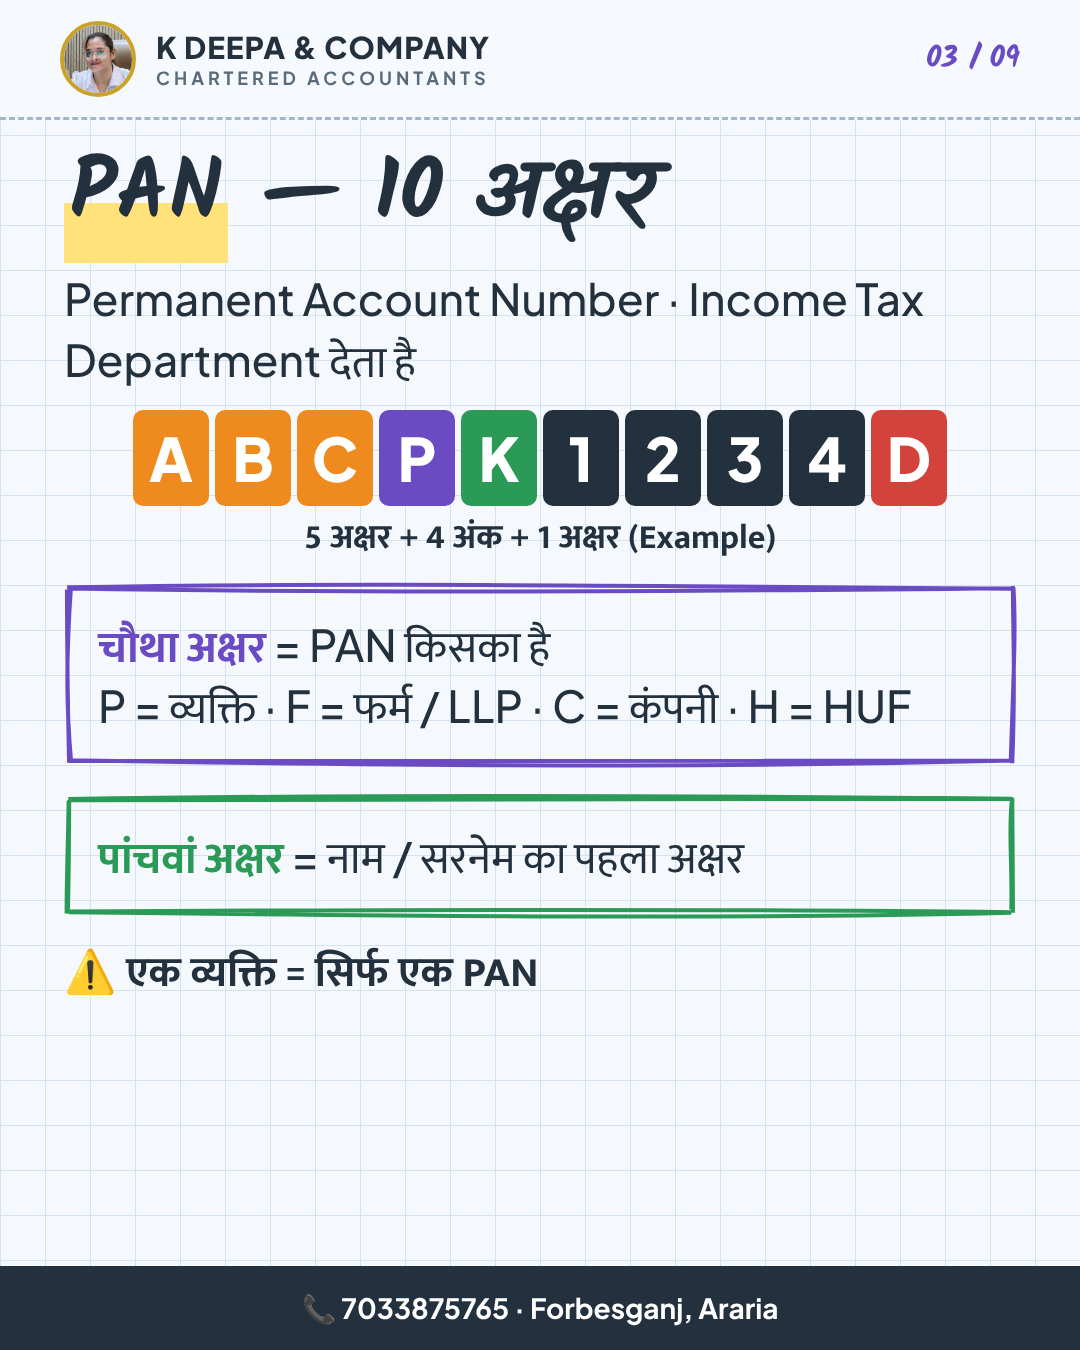 K DEEPA & COMPANY
CHARTERED ACCOUNTANTS
03 / 09
PAN — 10 अक्षर
Permanent Account Number · Income Tax
Department देता है
A B C P K 1 2 3 4 D
5 अक्षर + 4 अंक + 1 अक्षर (Example)
चौथा अक्षर = PAN किसका है
P = व्यक्ति · F = फर्म / LLP · C = कंपनी · H = HUF
पांचवां अक्षर = नाम / सरनेम का पहला अक्षर
⚠️ एक व्यक्ति = सिर्फ एक PAN
📞 7033875765 · Forbesganj, Araria